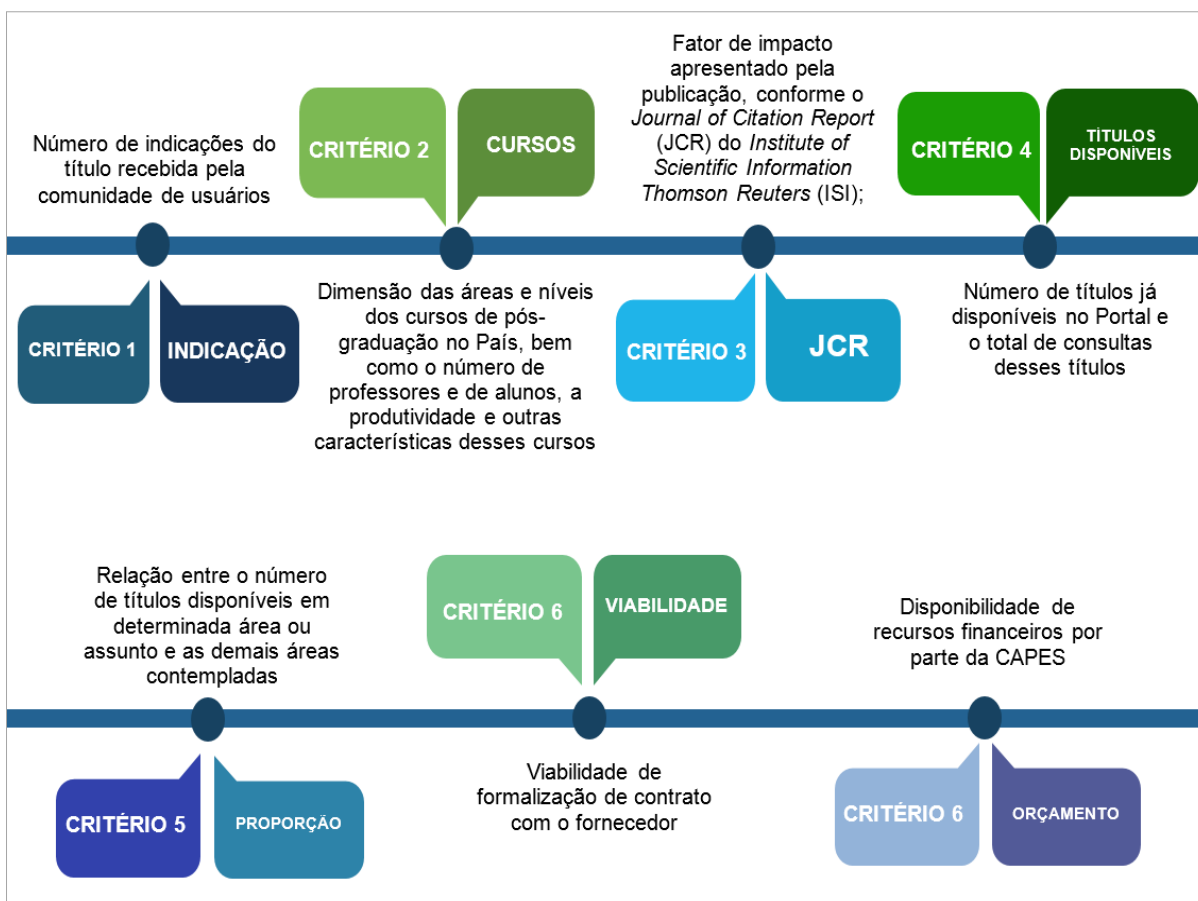 Número de indicações do
título recebida pela
comunidade de usuários
CRITÉRIO 1
INDICAÇÃO
CRITÉRIO 2
CURSOS
Dimensão das áreas e níveis
dos cursos de pós-
graduação no País, bem
como o número de
professores e de alunos, a
produtividade e outras
características desses cursos
Fator de impacto
apresentado pela
publicação, conforme o
Journal of Citation Report
(JCR) do Institute of
Scientific Information
Thomson Reuters (ISI);
CRITÉRIO 3
JCR
CRITÉRIO 4
TÍTULOS
DISPONÍVEIS
Número de títulos já
disponíveis no Portal e
o total de consultas
desses títulos
Relação entre o número
de títulos disponíveis em
determinada área ou
assunto e as demais áreas
contempladas
CRITÉRIO 5
PROPORÇÃO
CRITÉRIO 6
VIABILIDADE
Viabilidade de
formalização de contrato
com o fornecedor
Disponibilidade de
recursos financeiros por
parte da CAPES
CRITÉRIO 6
ORÇAMENTO